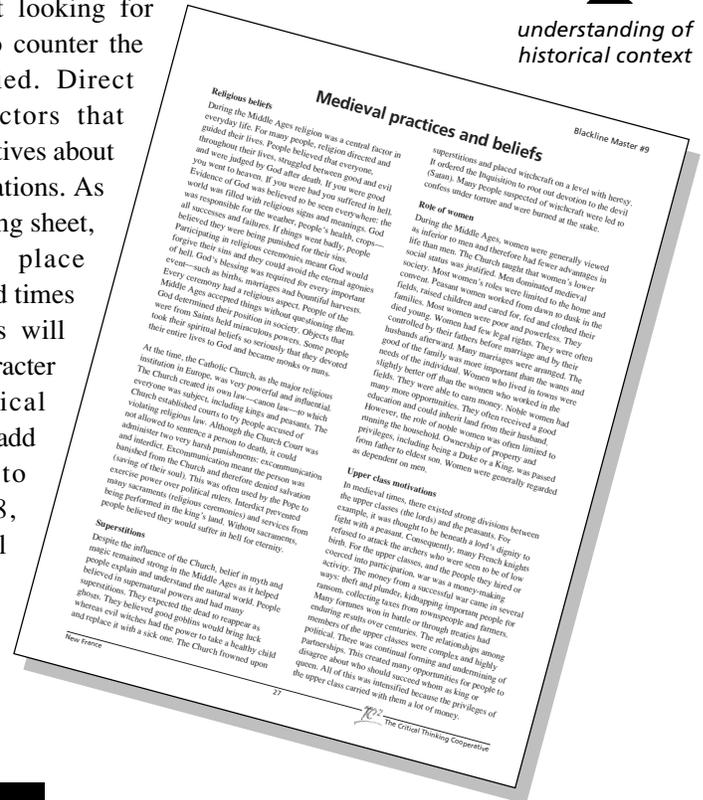 t looking for
o counter the
ied. Direct
ctors that
tives about
ations. As
ng sheet,
place
d times
s will
racter
ical
add
to
8,
l
understanding of
historical context
Blackline Master #9
Medieval practices and beliefs
Religious beliefs
During the Middle Ages religion was a central factor in
everyday life. For many people, religion directed and
guided their lives. People believed that everyone,
throughout their lives, struggled between good and evil
and were judged by God after death. If you were good
you went to heaven. If you were bad you suffered in hell.
Evidence of God was believed to be seen everywhere: the
world was filled with religious signs and meanings. God
was responsible for the weather, people's health, crops—
all successes and failures. If things went badly, people
believed they were being punished for their sins.
Participating in religious ceremonies meant God would
forgive their sins and they could avoid the eternal agonies
of hell. God's blessing was required for every important
event—such as births, marriages and bountiful harvests.
Every ceremony had a religious aspect. People of the
Middle Ages accepted things without questioning them.
God determined their position in society. Objects that
were from Saints held miraculous powers. Some people
took their spiritual beliefs so seriously that they devoted
their entire lives to God and became monks or nuns.
At the time, the Catholic Church, as the major religious
institution in Europe, was very powerful and influential.
The Church created its own law—canon law—to which
everyone was subject, including kings and peasants. The
Church established courts to try people accused of
violating religious law. Although the Church Court was
not allowed to sentence a person to death, it could
administer two very harsh punishments: excommunication
and interdict. Excommunication meant the person was
banished from the Church and therefore denied salvation
(saving of their soul). This was often used by the Pope to
exercise power over political rulers. Interdict prevented
many sacraments (religious ceremonies) and services from
being performed in the king's land. Without sacraments,
people believed they would suffer in hell for eternity.
Superstitions
Despite the influence of the Church, belief in myth and
magic remained strong in the Middle Ages as it helped
people explain and understand the natural world. People
believed in supernatural powers and had many
superstitions. They expected the dead to reappear as
ghosts. They believed good goblins would bring luck
whereas evil witches had the power to take a healthy child
and replace it with a sick one. The Church frowned upon
superstitions and placed witchcraft on a level with heresy.
It ordered the Inquisition to root out devotion to the devil
(Satan). Many people suspected of witchcraft were led to
confess under torture and were burned at the stake.
Role of women
During the Middle Ages, women were generally viewed
as inferior to men and therefore had fewer advantages in
life than men. The Church taught that women's lower
social status was justified. Men dominated medieval
society. Most women's roles were limited to the home and
convent. Peasant women worked from dawn to dusk in the
fields, raised children and cared for, fed and clothed their
families. Most women were poor and powerless. They
died young. Women had few legal rights. They were often
controlled by their fathers before marriage and by their
husbands afterward. Many marriages were arranged. The
good of the family was more important than the wants and
needs of the individual. Women who lived in towns were
slightly better off than the women who worked in the
fields. They were able to earn money. Noble women had
many more opportunities. They often received a good
education and could inherit land from their husband.
However, the role of noble women was often limited to
running the household. Ownership of property and
privileges, including being a Duke or a King, was passed
from father to eldest son. Women were generally regarded
as dependent on men.
Upper class motivations
In medieval times, there existed strong divisions between
the upper classes (the lords) and the peasants. For
example, it was thought to be beneath a lord's dignity to
fight with a peasant. Consequently, many French knights
refused to attack the archers who were seen to be of low
birth. For the upper classes, and the people they hired or
coerced into participation, war was a money-making
activity. The money from a successful war came in several
ways: theft and plunder, kidnapping important people for
ransom, collecting taxes from townspeople and farmers.
Many fortunes won in battle or through treaties had
enduring results over centuries. The relationships among
members of the upper classes were complex and highly
political. There was continual forming and undermining of
partnerships. This created many opportunities for people to
disagree about who should succeed whom as king or
queen. All of this was intensified because the privileges of
the upper class carried with them a lot of money.
New France
27
The Critical Thinking Cooperative